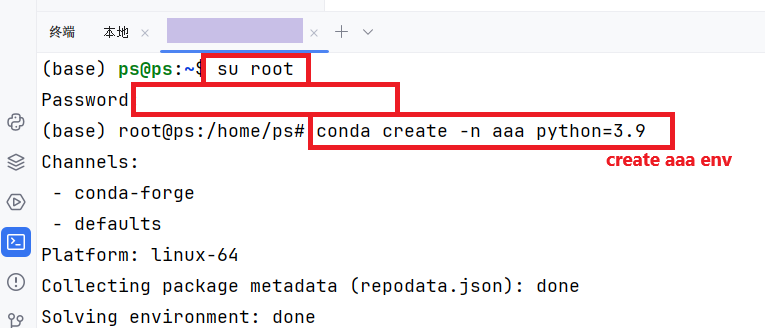 终端 本地
(base) ps@ps:~$ su root
Password
(base) root@ps:/home/ps# conda create -n aaa python=3.9
create aaa env
Channels:
- conda-forge
- defaults
Platform: linux-64
Collecting package metadata (repodata.json): done
Solving environment: done